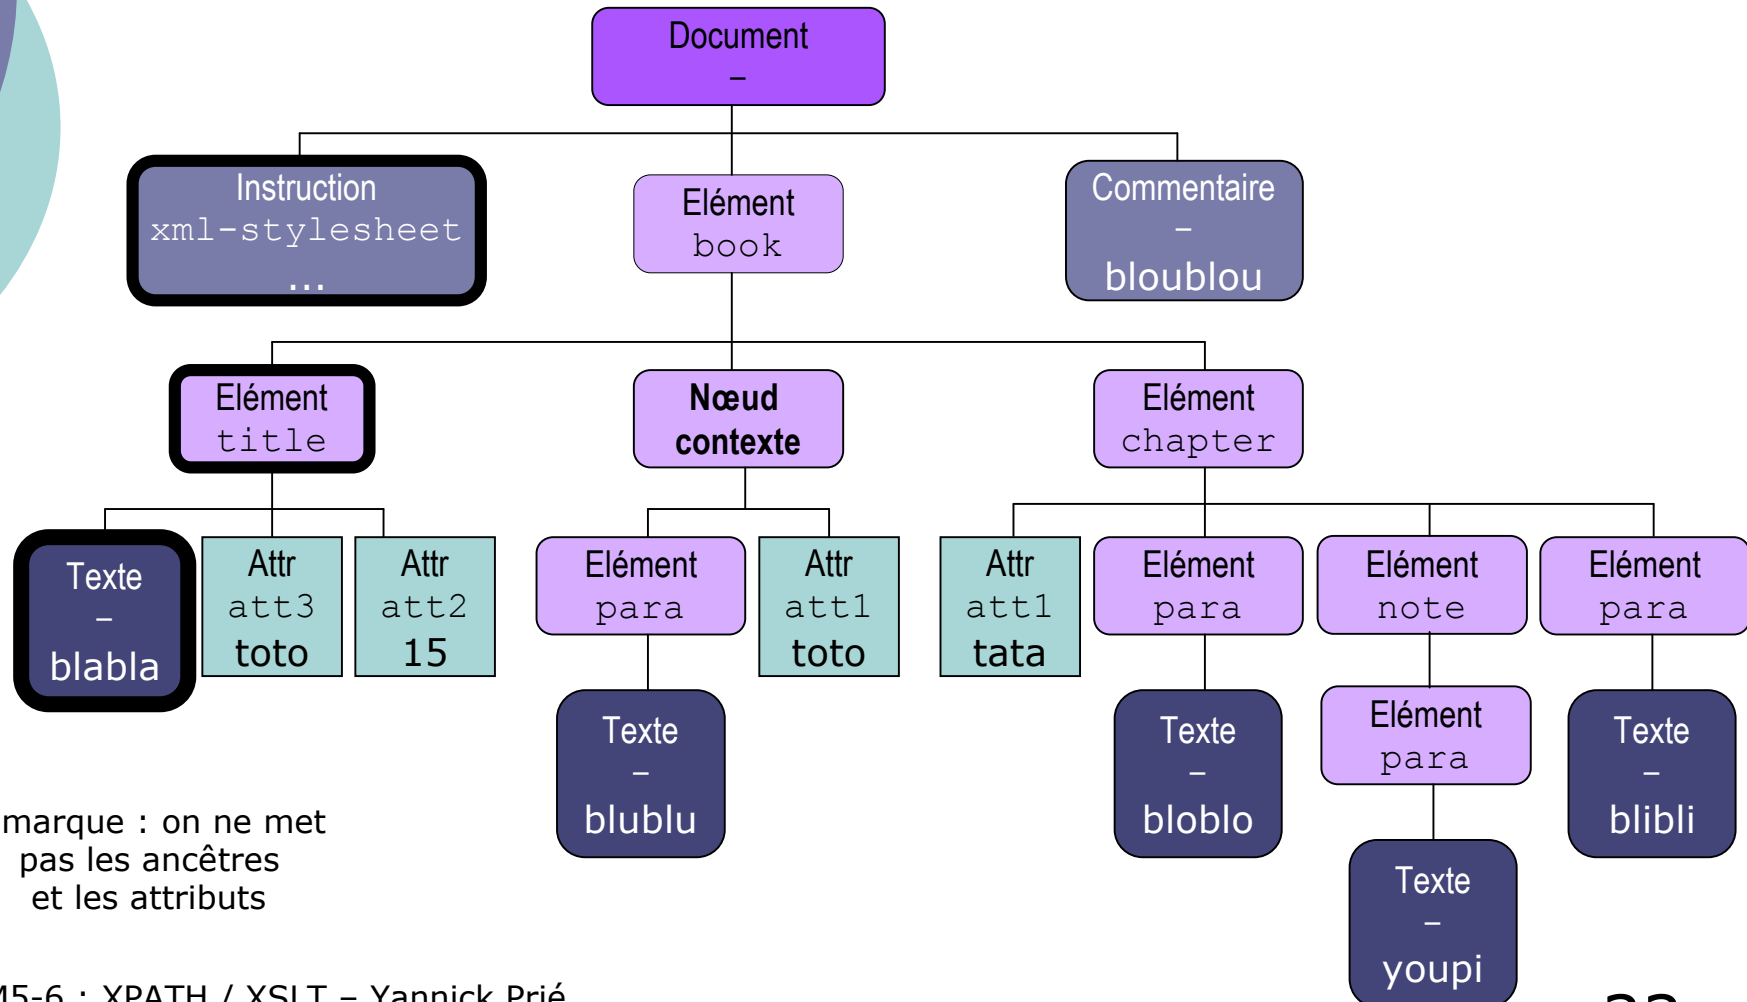 Document
–
Instruction
xml-stylesheet
...
Elément
book
Commentaire
–
bloublou
Elément
title
Nœud
contexte
Elément
chapter
Texte
–
blabla
Attr
att3
toto
Attr
att2
15
Elément
para
Attr
att1
toto
Attr
att1
tata
Elément
para
Elément
note
Elément
para
Texte
–
blublu
Texte
–
bloblo
Elément
para
Texte
–
blibli
Texte
–
youpi
marque : on ne met
pas les ancêtres
et les attributs
5-6 : XPATH / XSLT – Yannick Prié